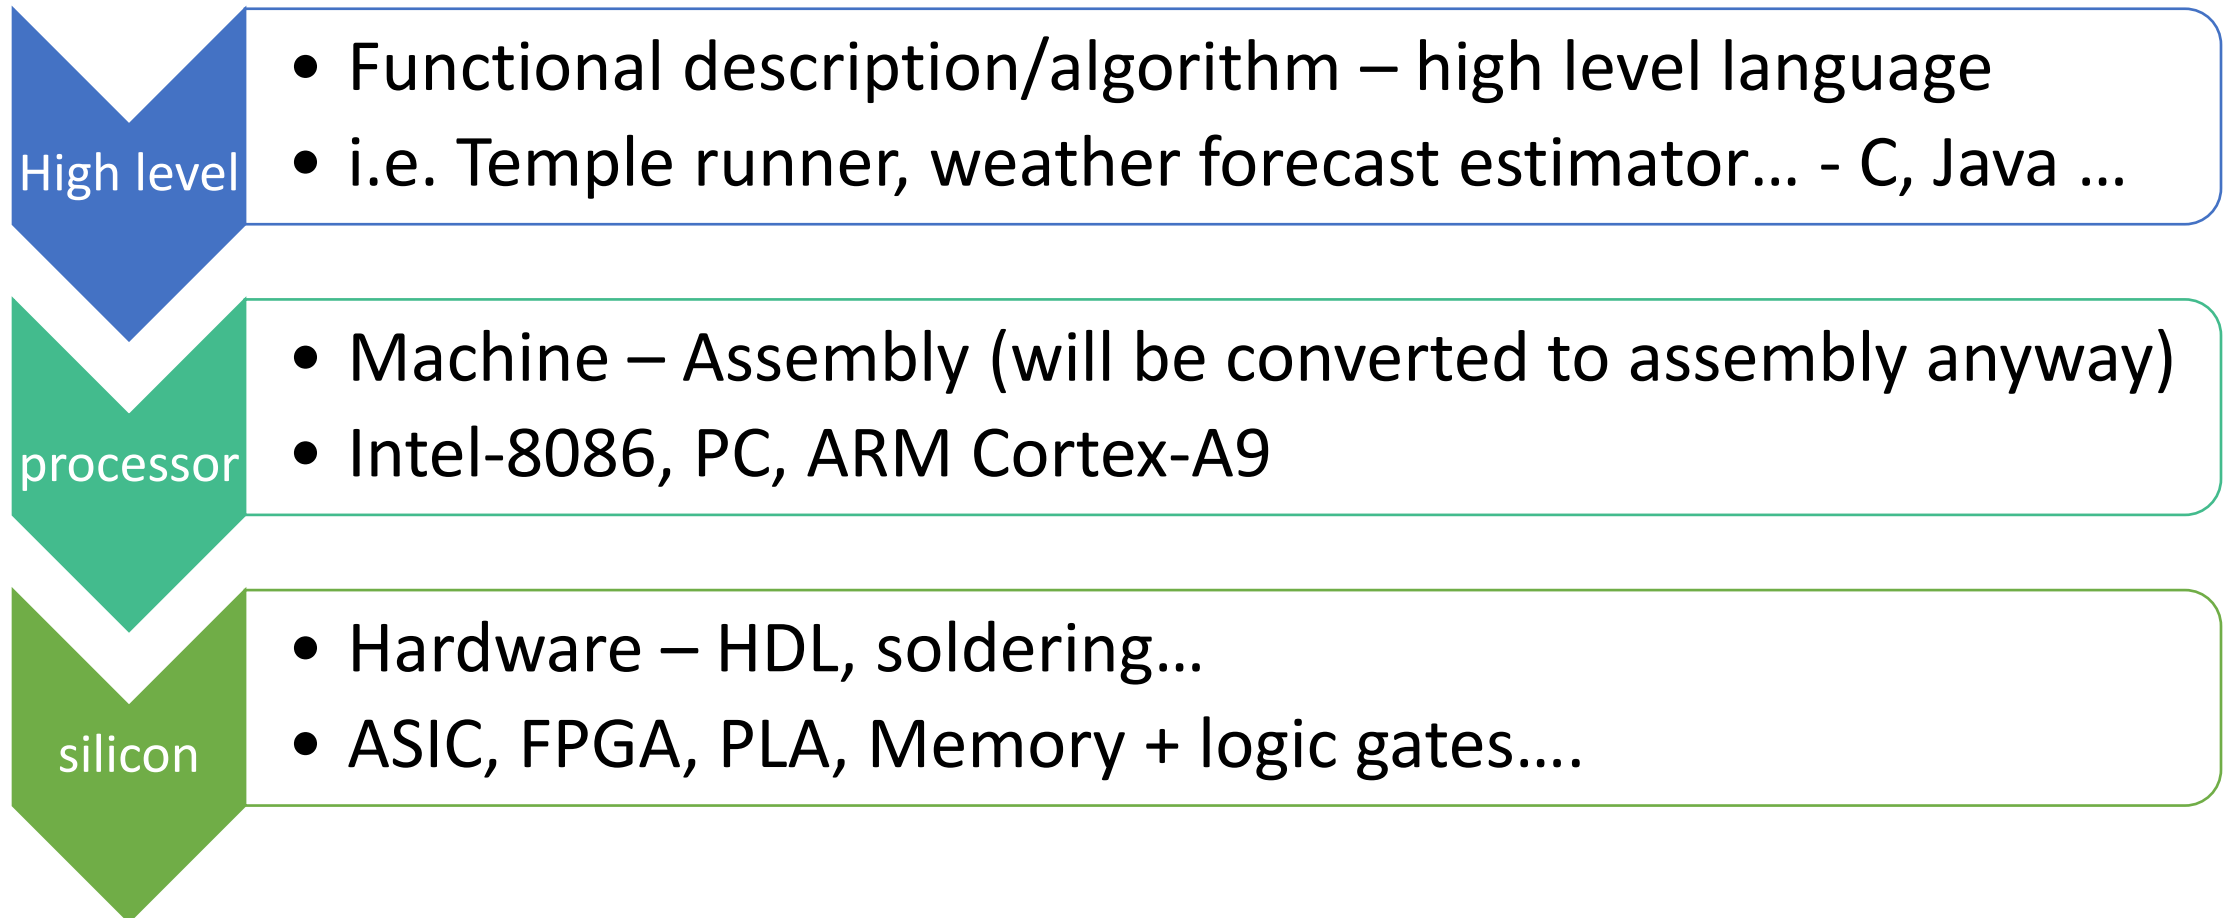 High level
• Functional description/algorithm – high level language
• i.e. Temple runner, weather forecast estimator... - C, Java ...
processor
• Machine – Assembly (will be converted to assembly anyway)
• Intel-8086, PC, ARM Cortex-A9
silicon
• Hardware – HDL, soldering...
• ASIC, FPGA, PLA, Memory + logic gates....